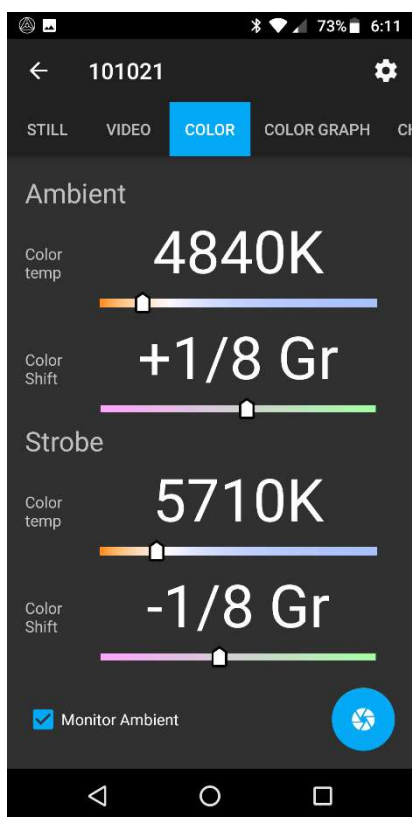 73% 6:11
101021
STILL VIDEO COLOR COLOR GRAPH
Ambient
Color
temp
4840K
Color
Shift
+1/8 Gr
Strobe
Color
temp
5710K
Color
Shift
-1/8 Gr
Monitor Ambient